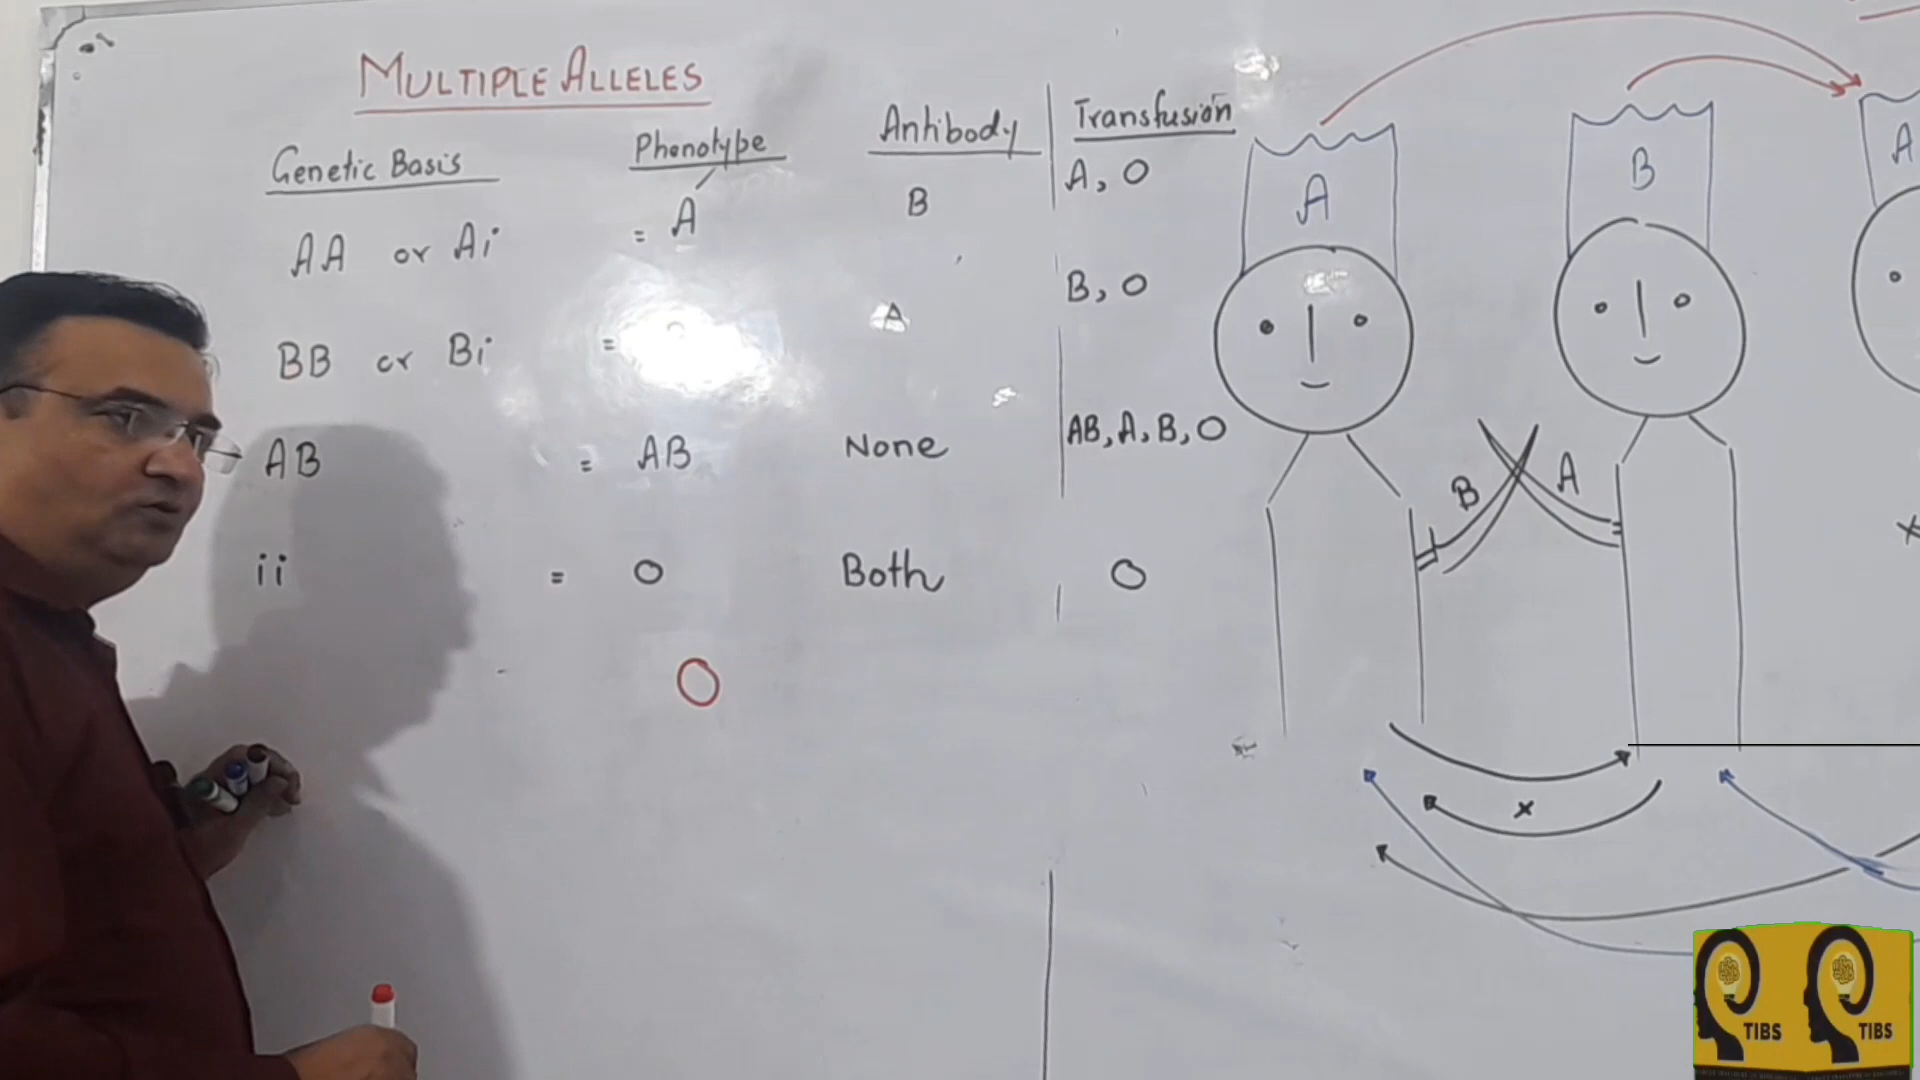 MULTIPLE ALLELES
Genetic Basis Phenotype Antibody Transfusion
AA or Ai = A B A, O
BB or Bi = A B, O
AB = AB None AB, A, B, O
ii = O Both O
O
A
B
A
B
A
x
x
TIBS
TIBS